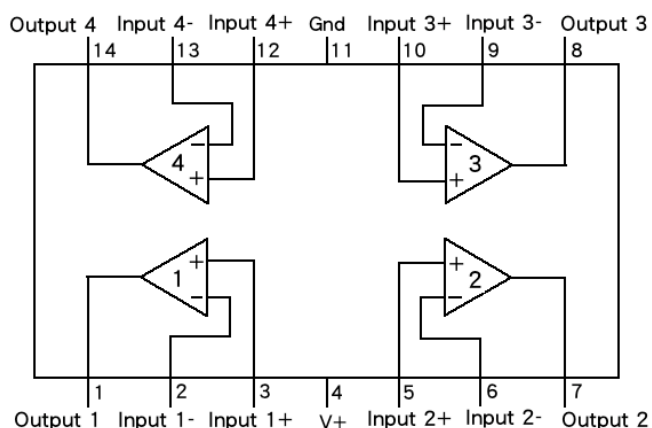 Output 4 Input 4- Input 4+ Gnd Input 3+ Input 3- Output 3
14 13 12 11 10 9 8
− −
4 + + 3
1 + + 2
− −
1 2 3 4 5 6 7
Output 1 Input 1- Input 1+ V+ Input 2+ Input 2- Output 2